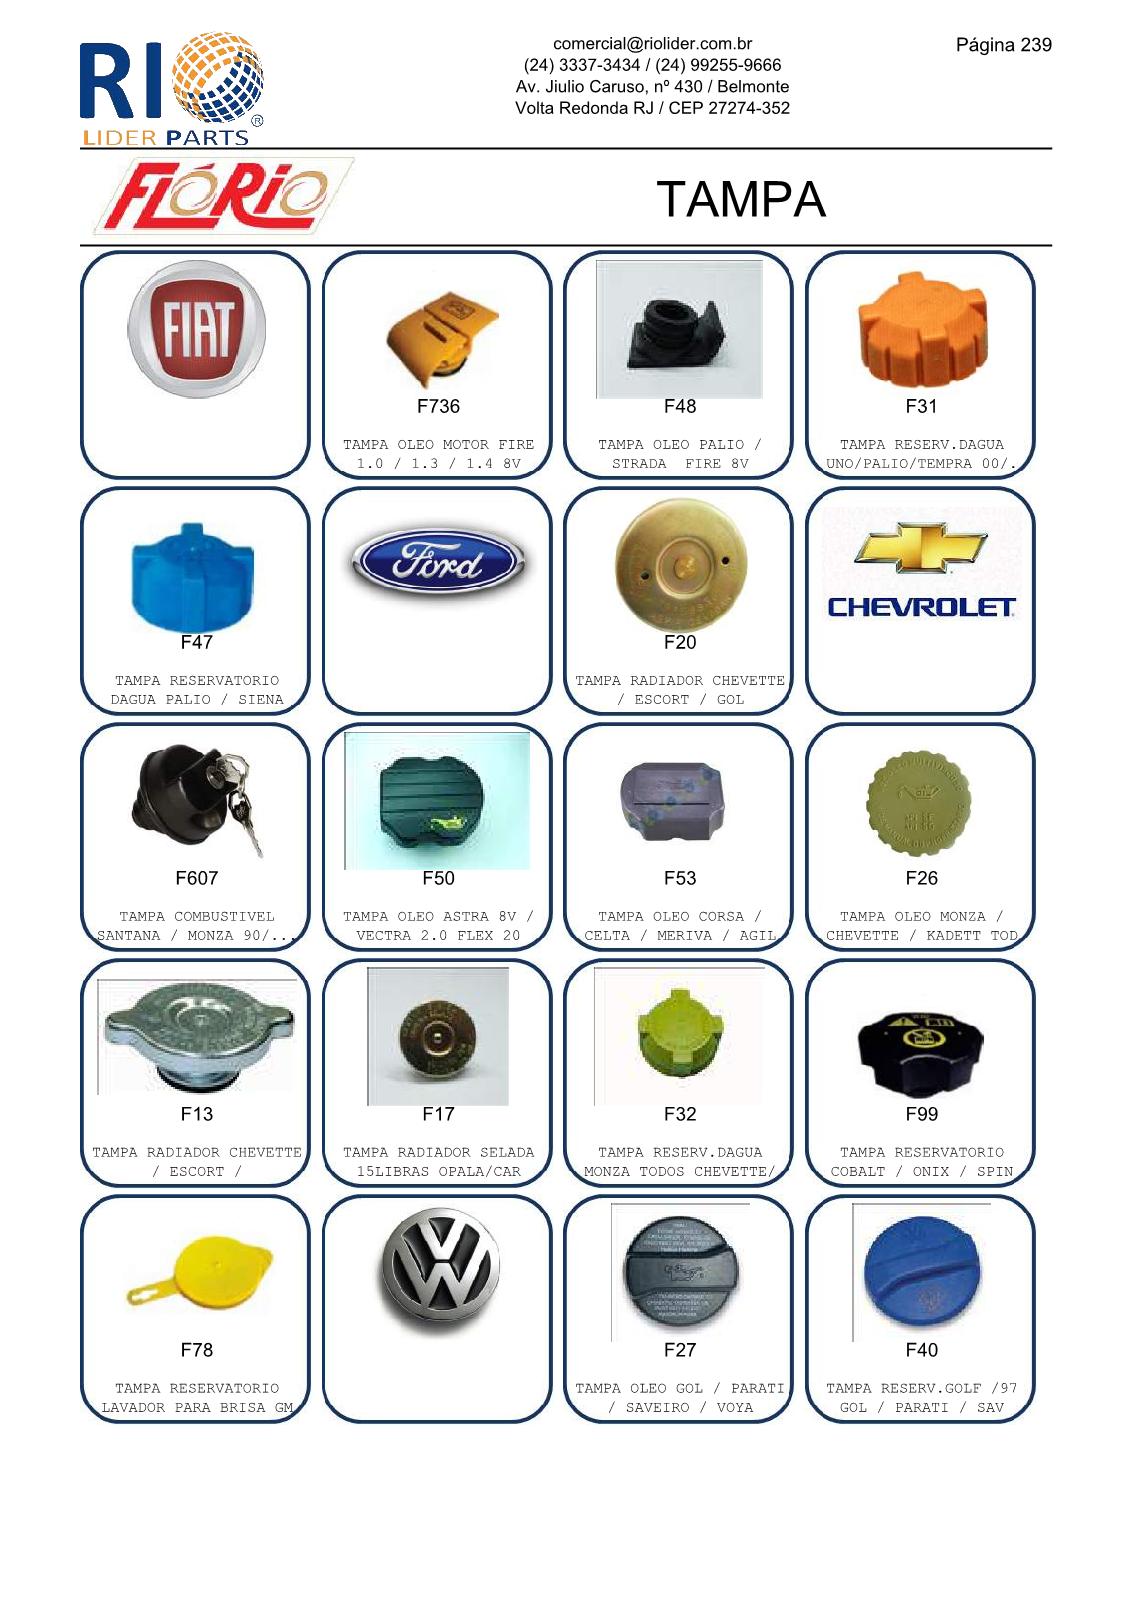 RIO
LIDER PARTS
®
comercial@riolider.com.br
(24) 3337-3434 / (24) 99255-9666
Av. Jiulio Caruso, nº 430 / Belmonte
Volta Redonda RJ / CEP 27274-352
Página 239
FLÓRIO
TAMPA
FIAT
F736
TAMPA OLEO MOTOR FIRE
1.0 / 1.3 / 1.4 8V
F48
TAMPA OLEO PALIO /
STRADA  FIRE 8V
F31
TAMPA RESERV.DAGUA
UNO/PALIO/TEMPRA 00/.
F47
TAMPA RESERVATORIO
DAGUA PALIO / SIENA
Ford
F20
TAMPA RADIADOR CHEVETTE
/ ESCORT / GOL
CHEVROLET
F607
TAMPA COMBUSTIVEL
SANTANA / MONZA 90/...
F50
TAMPA OLEO ASTRA 8V /
VECTRA 2.0 FLEX 20
F53
TAMPA OLEO CORSA /
CELTA / MERIVA / AGIL
F26
TAMPA OLEO MONZA /
CHEVETTE / KADETT TOD
F13
TAMPA RADIADOR CHEVETTE
/ ESCORT /
F17
TAMPA RADIADOR SELADA
15LIBRAS OPALA/CAR
F32
TAMPA RESERV.DAGUA
MONZA TODOS CHEVETTE/
F99
TAMPA RESERVATORIO
COBALT / ONIX / SPIN
F78
TAMPA RESERVATORIO
LAVADOR PARA BRISA GM
VW
F27
TAMPA OLEO GOL / PARATI
/ SAVEIRO / VOYA
F40
TAMPA RESERV.GOLF /97
GOL / PARATI / SAV